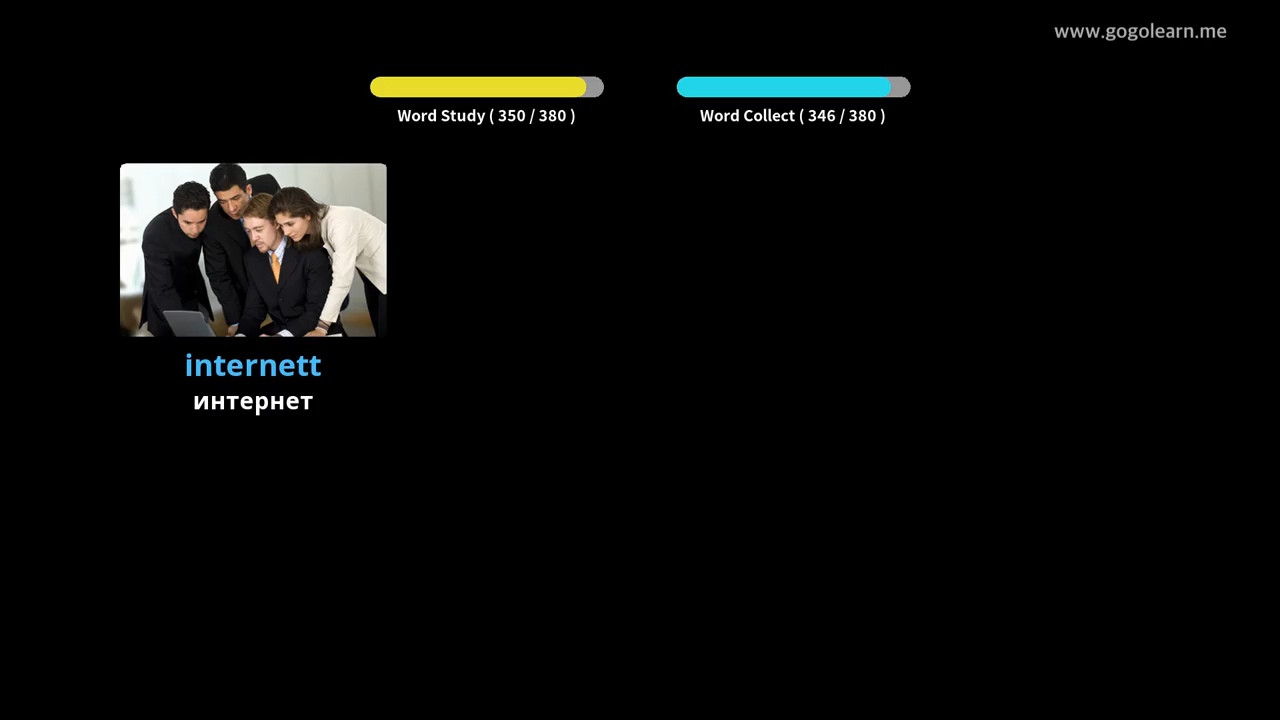 www.gogolearn.me
Word Study ( 350 / 380 )
Word Collect ( 346 / 380 )
internett
интернет